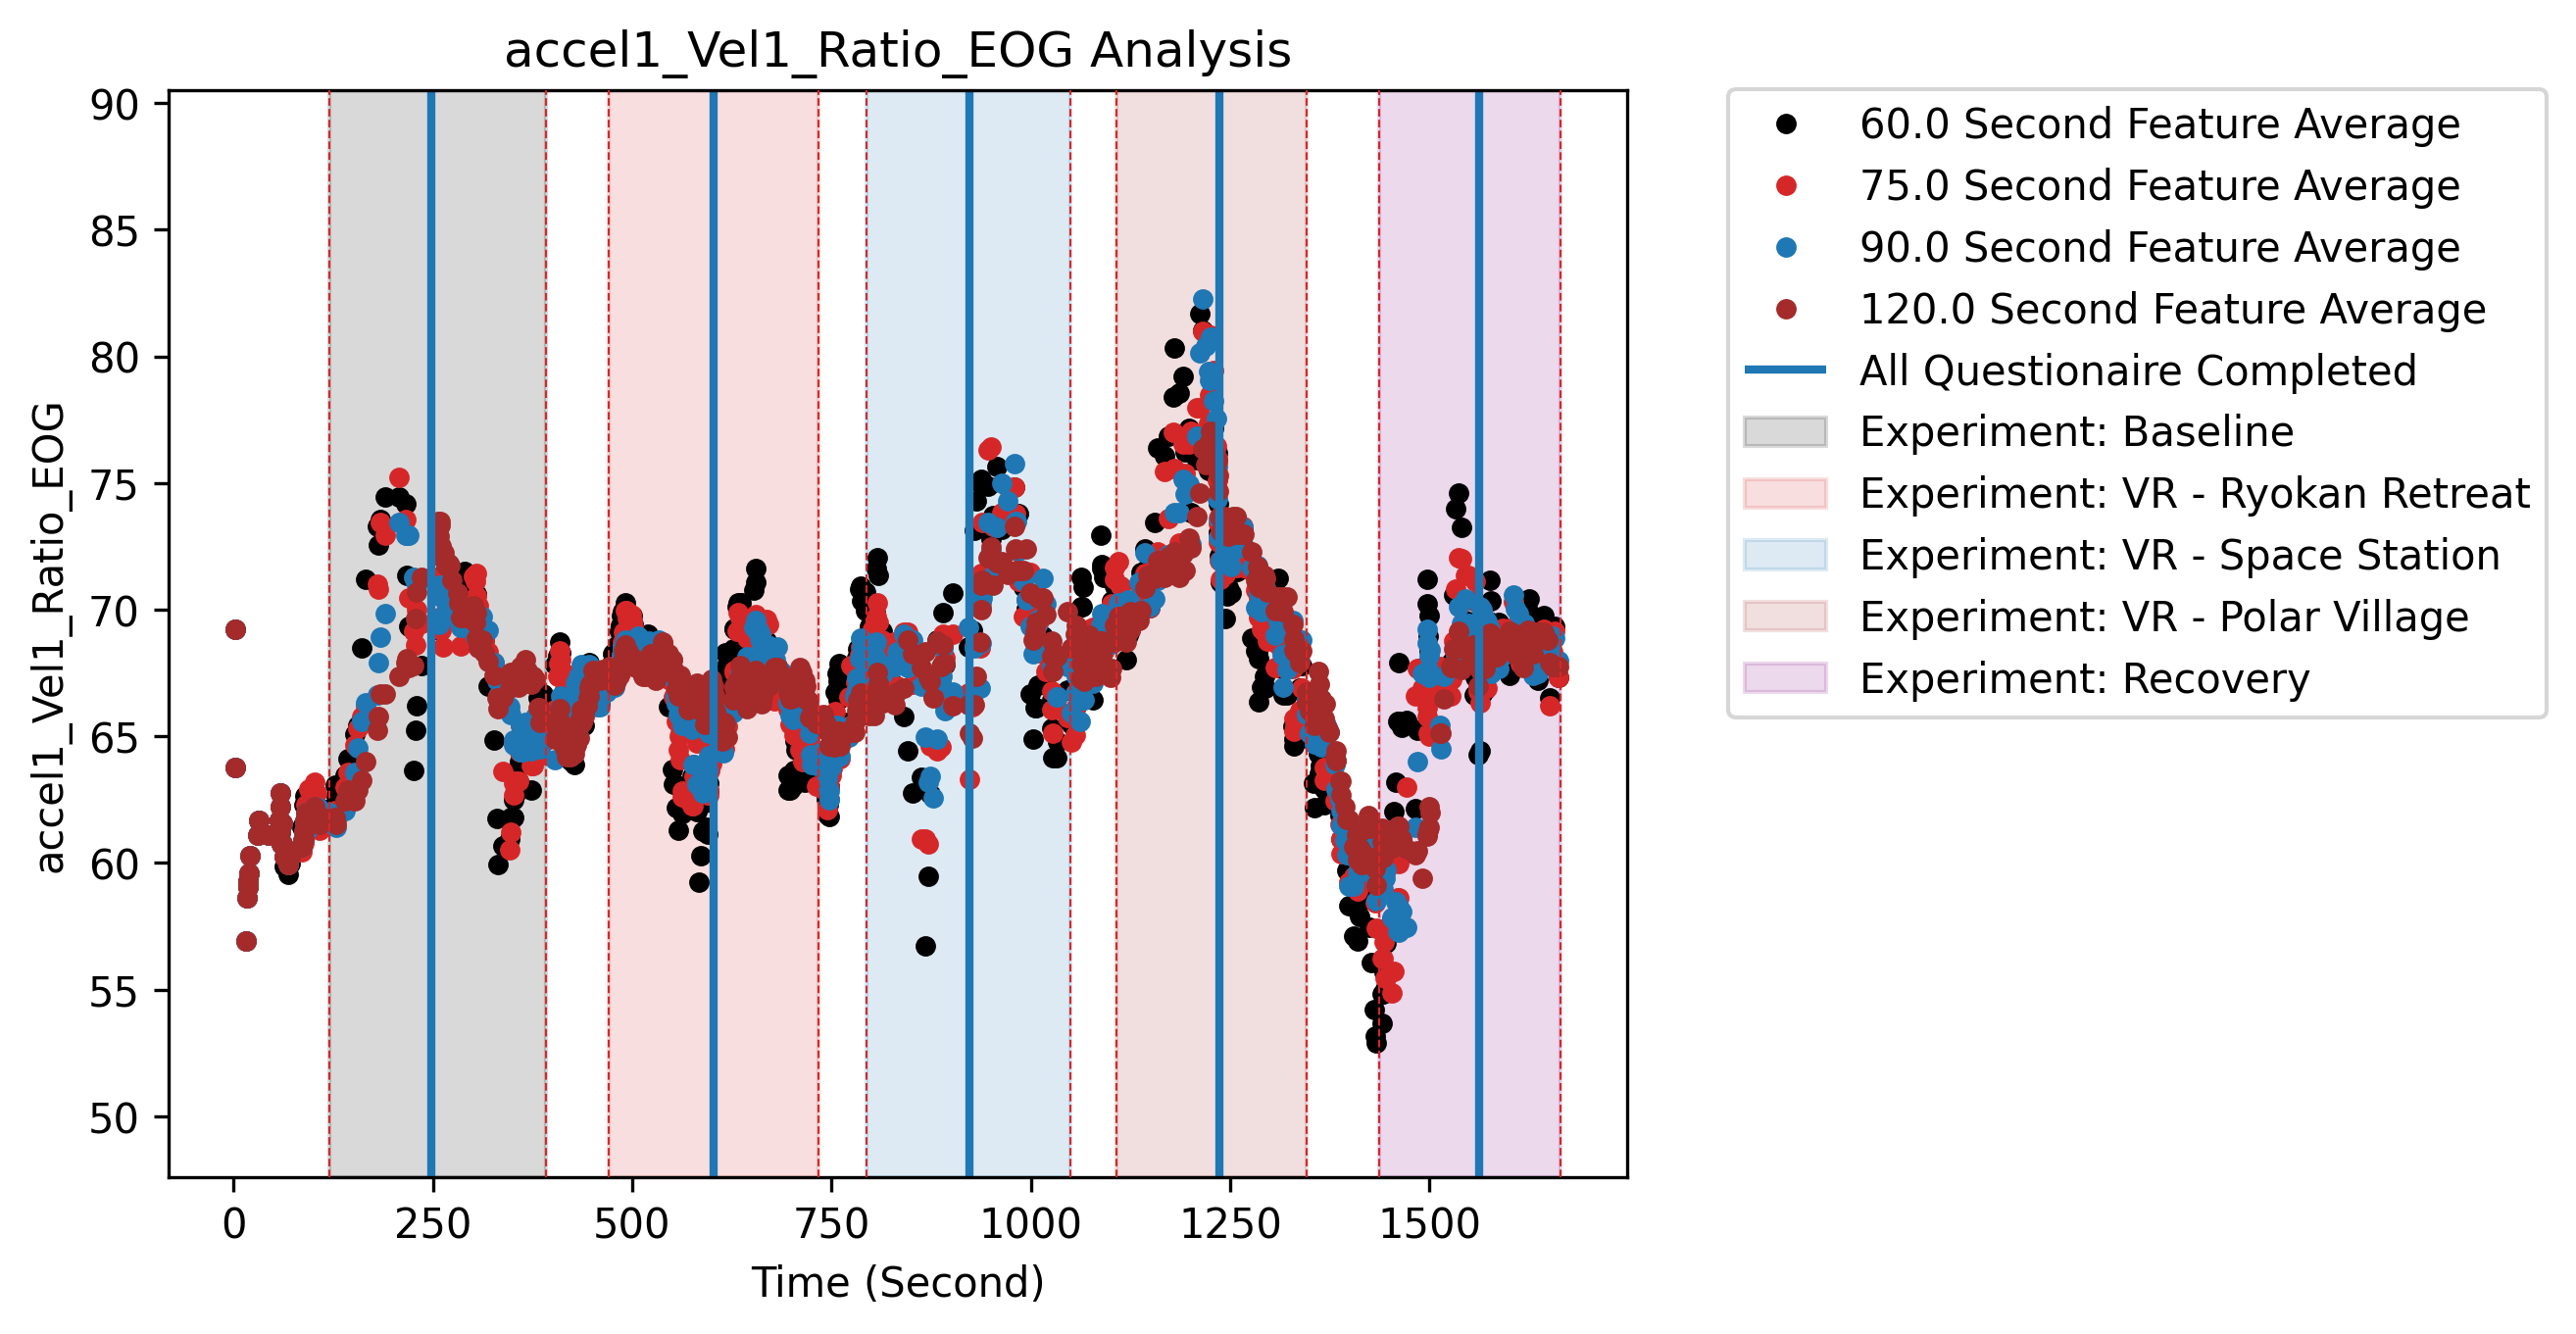 accel1_Vel1_Ratio_EOG Analysis
accel1_Vel1_Ratio_EOG
90
85
80
75
70
65
60
55
50
0 250 500 750 1000 1250 1500
Time (Second)
60.0 Second Feature Average
75.0 Second Feature Average
90.0 Second Feature Average
120.0 Second Feature Average
All Questionaire Completed
Experiment: Baseline
Experiment: VR - Ryokan Retreat
Experiment: VR - Space Station
Experiment: VR - Polar Village
Experiment: Recovery